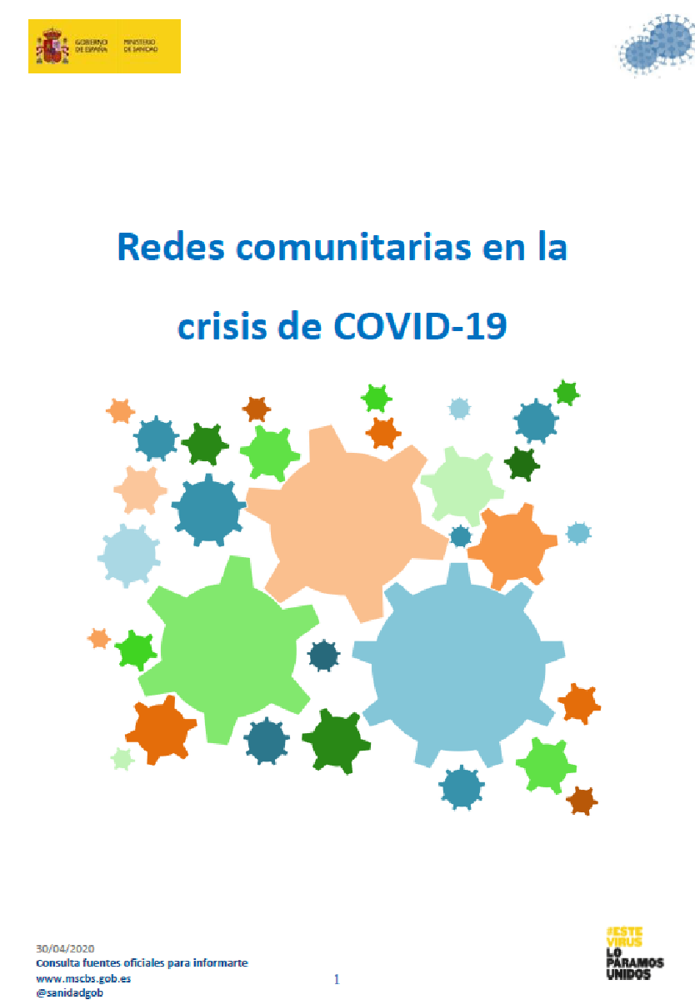 GOBIERNO
DE ESPAÑA
MINISTERIO
DE SANIDAD
Redes comunitarias en la
crisis de COVID-19
30/04/2020
Consulta fuentes oficiales para informarte
www.mscbs.gob.es
@sanidadgob
1
#ESTE
VIRUS
LO
PARAMOS
UNIDOS